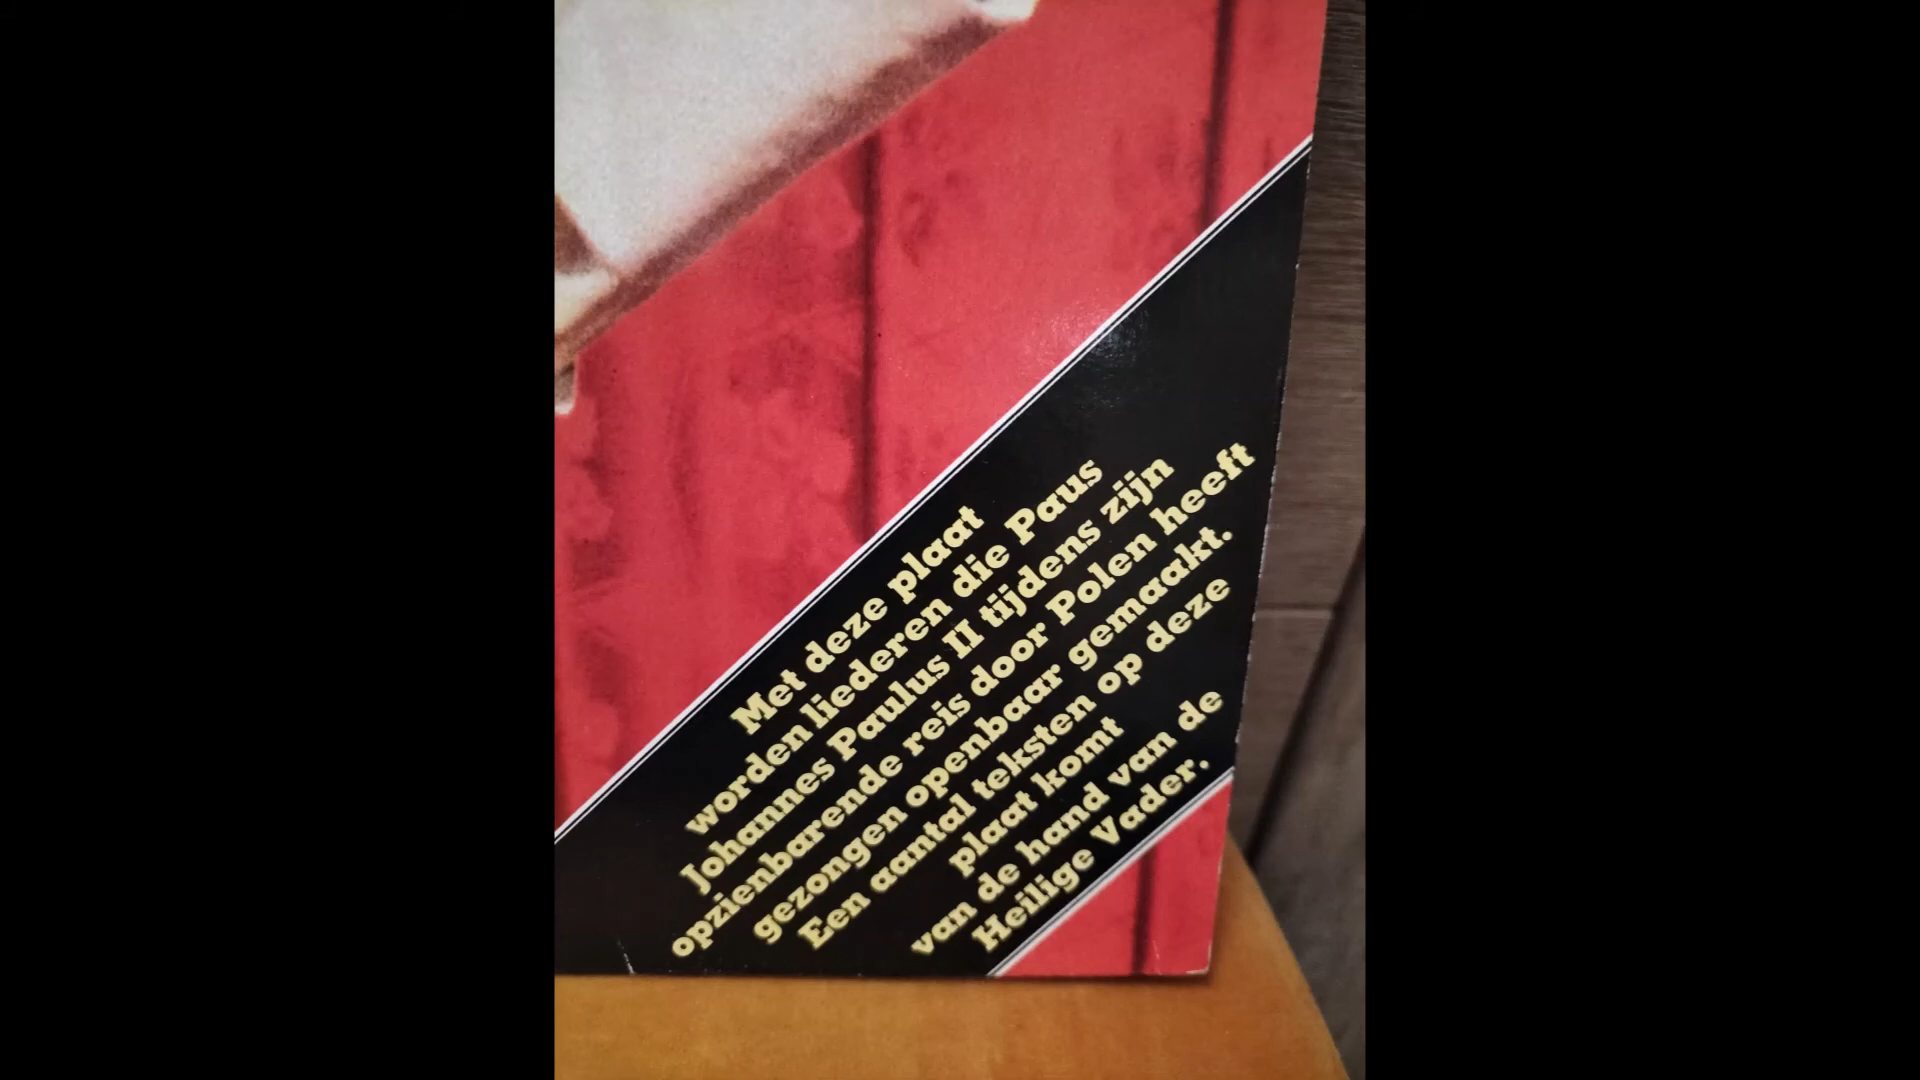 Met deze plaat
worden liederen die Paus
Johannes Paulus II tijdens zijn
opzienbarende reis door Polen heeft
gezongen openbaar gemaakt.
Een aantal teksten op deze
plaat komt
van de hand van de
Heilige Vader.